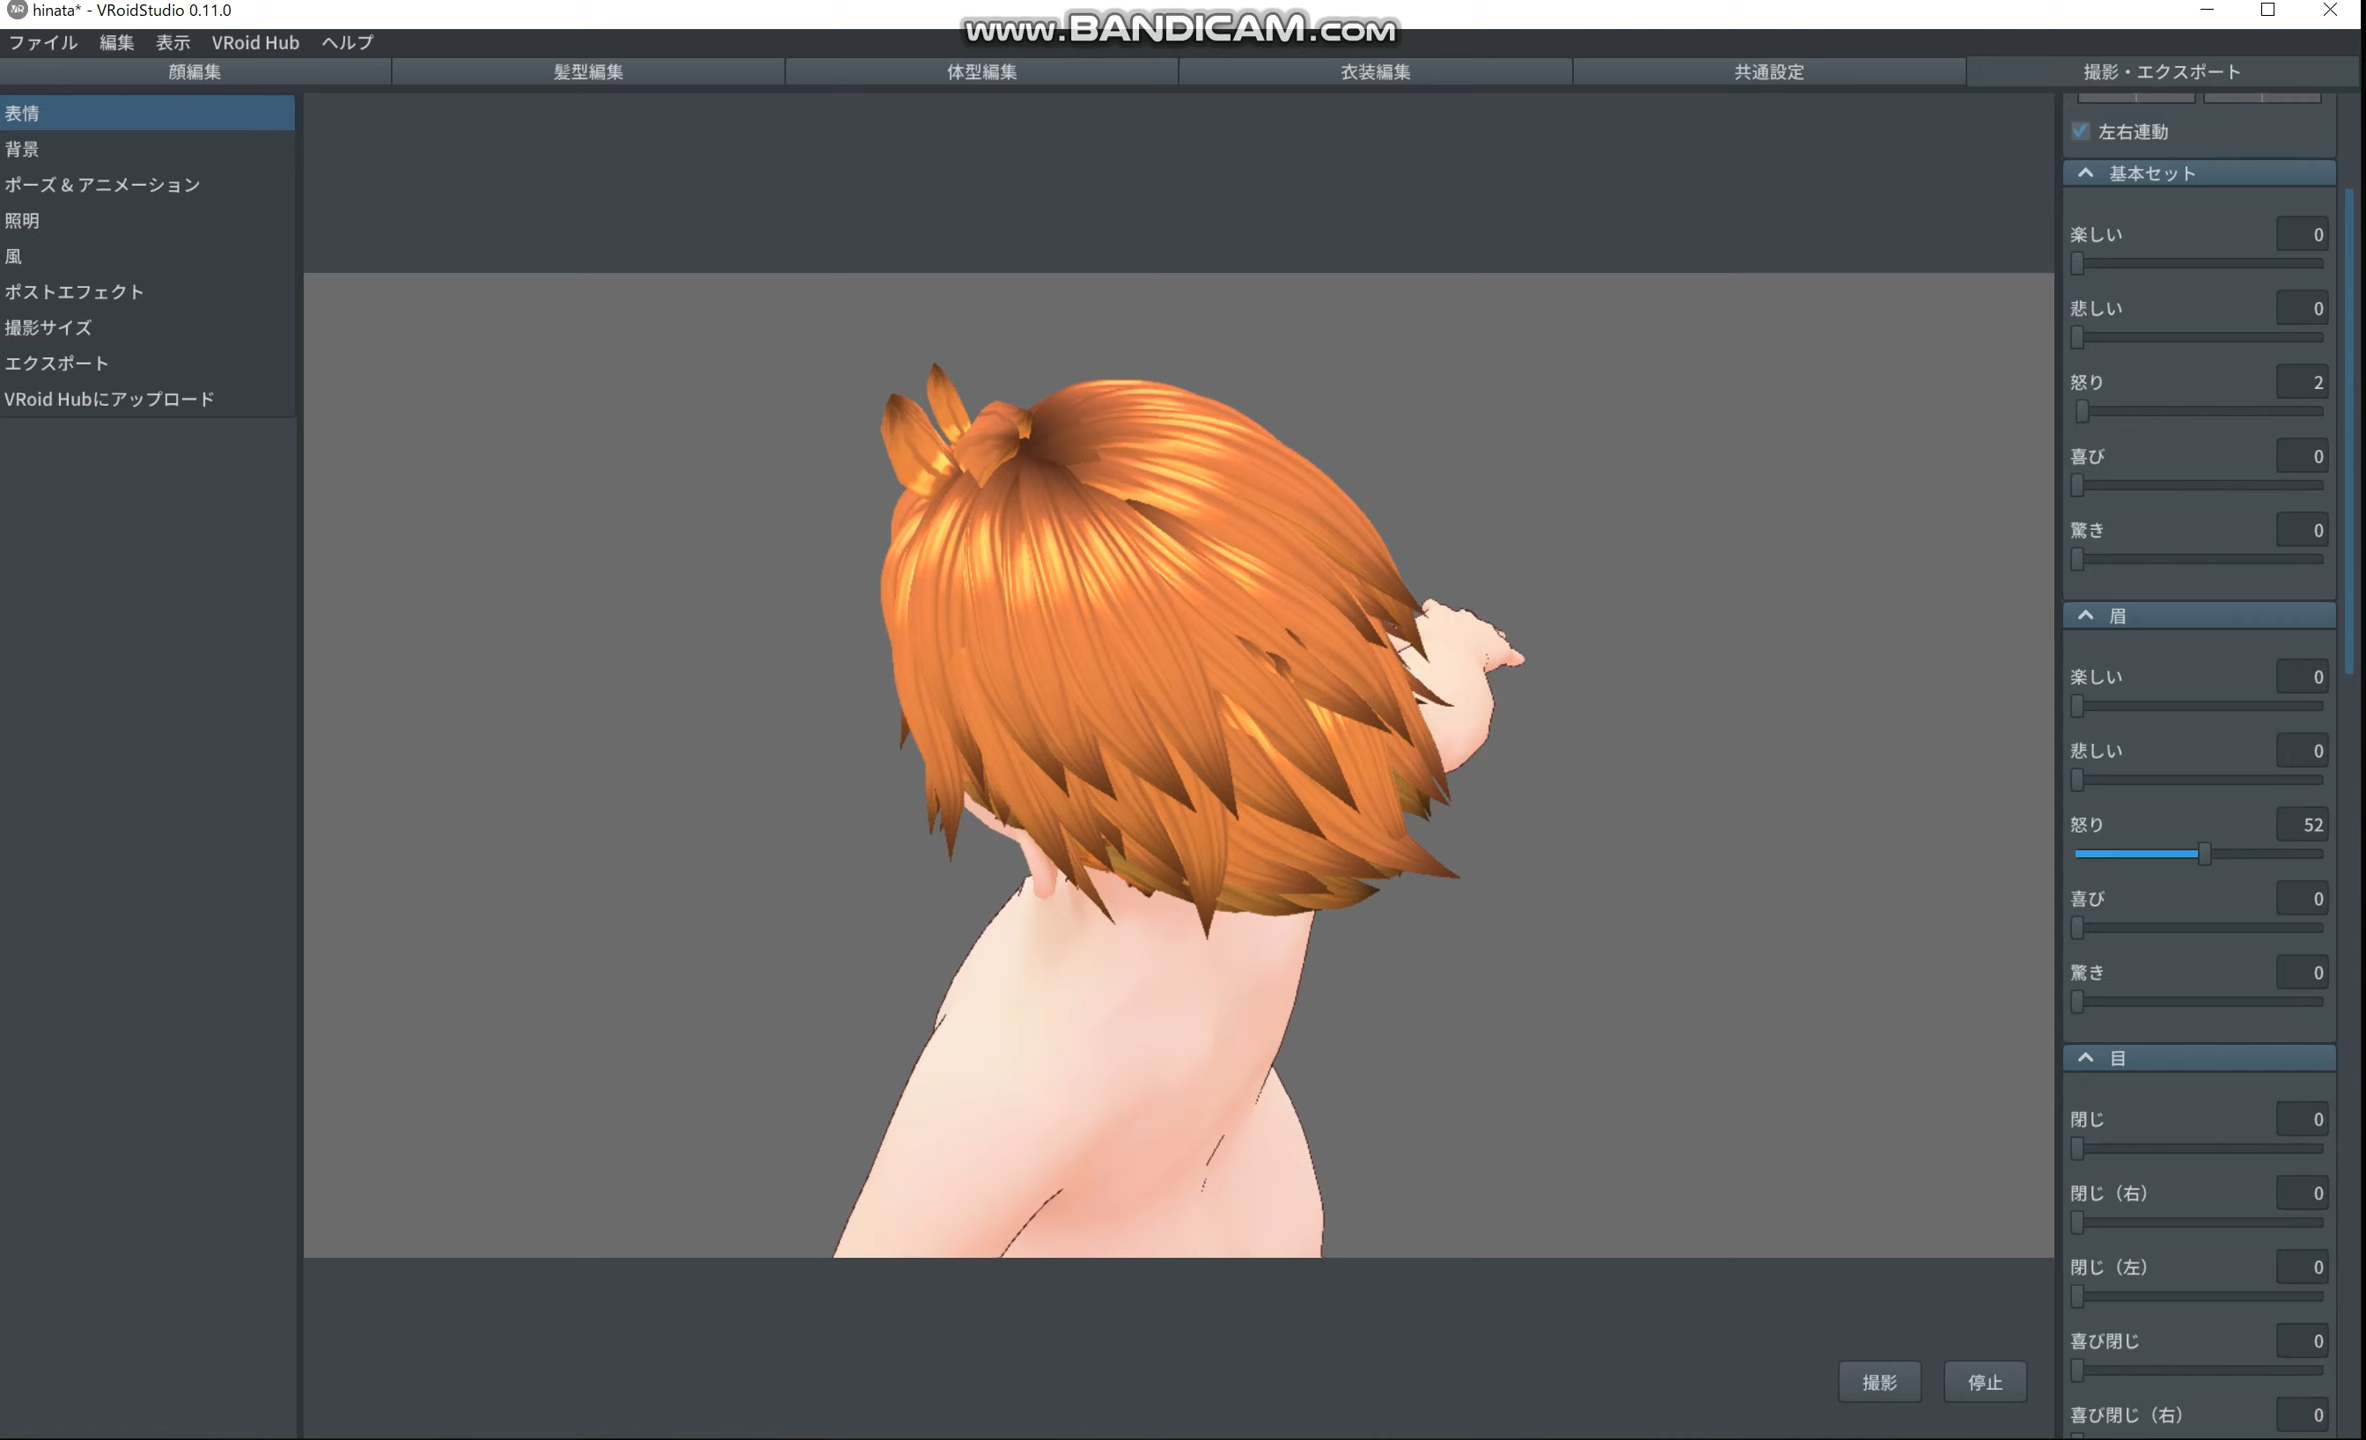 hinata* - VRoidStudio 0.11.0
www.BANDICAM.com
ファイル 編集 表示 VRoid Hub ヘルプ
顔編集 髪型編集 体型編集 衣装編集 共通設定 撮影・エクスポート
表情
背景
ポーズ & アニメーション
照明
風
ポストエフェクト
撮影サイズ
エクスポート
VRoid Hubにアップロード
左右連動
基本セット
楽しい 0
悲しい 0
怒り 2
喜び 0
驚き 0
眉
楽しい 0
悲しい 0
怒り 52
喜び 0
驚き 0
目
閉じ 0
閉じ（右） 0
閉じ（左） 0
喜び閉じ 0
喜び閉じ（右） 0
撮影 停止